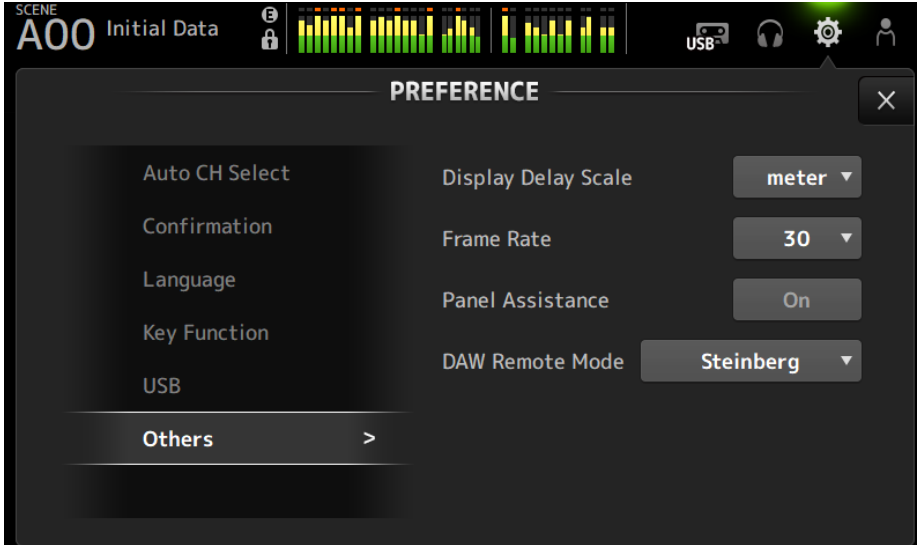 SCENE
A00 Initial Data E
USB
PREFERENCE
Auto CH Select
Confirmation
Language
Key Function
USB
Others >
Display Delay Scale meter
Frame Rate 30
Panel Assistance On
DAW Remote Mode Steinberg